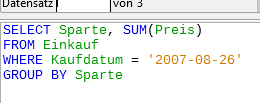 Datensatz von 3
SELECT Sparte, SUM(Preis)
FROM Einkauf
WHERE Kaufdatum = '2007-08-26'
GROUP BY Sparte